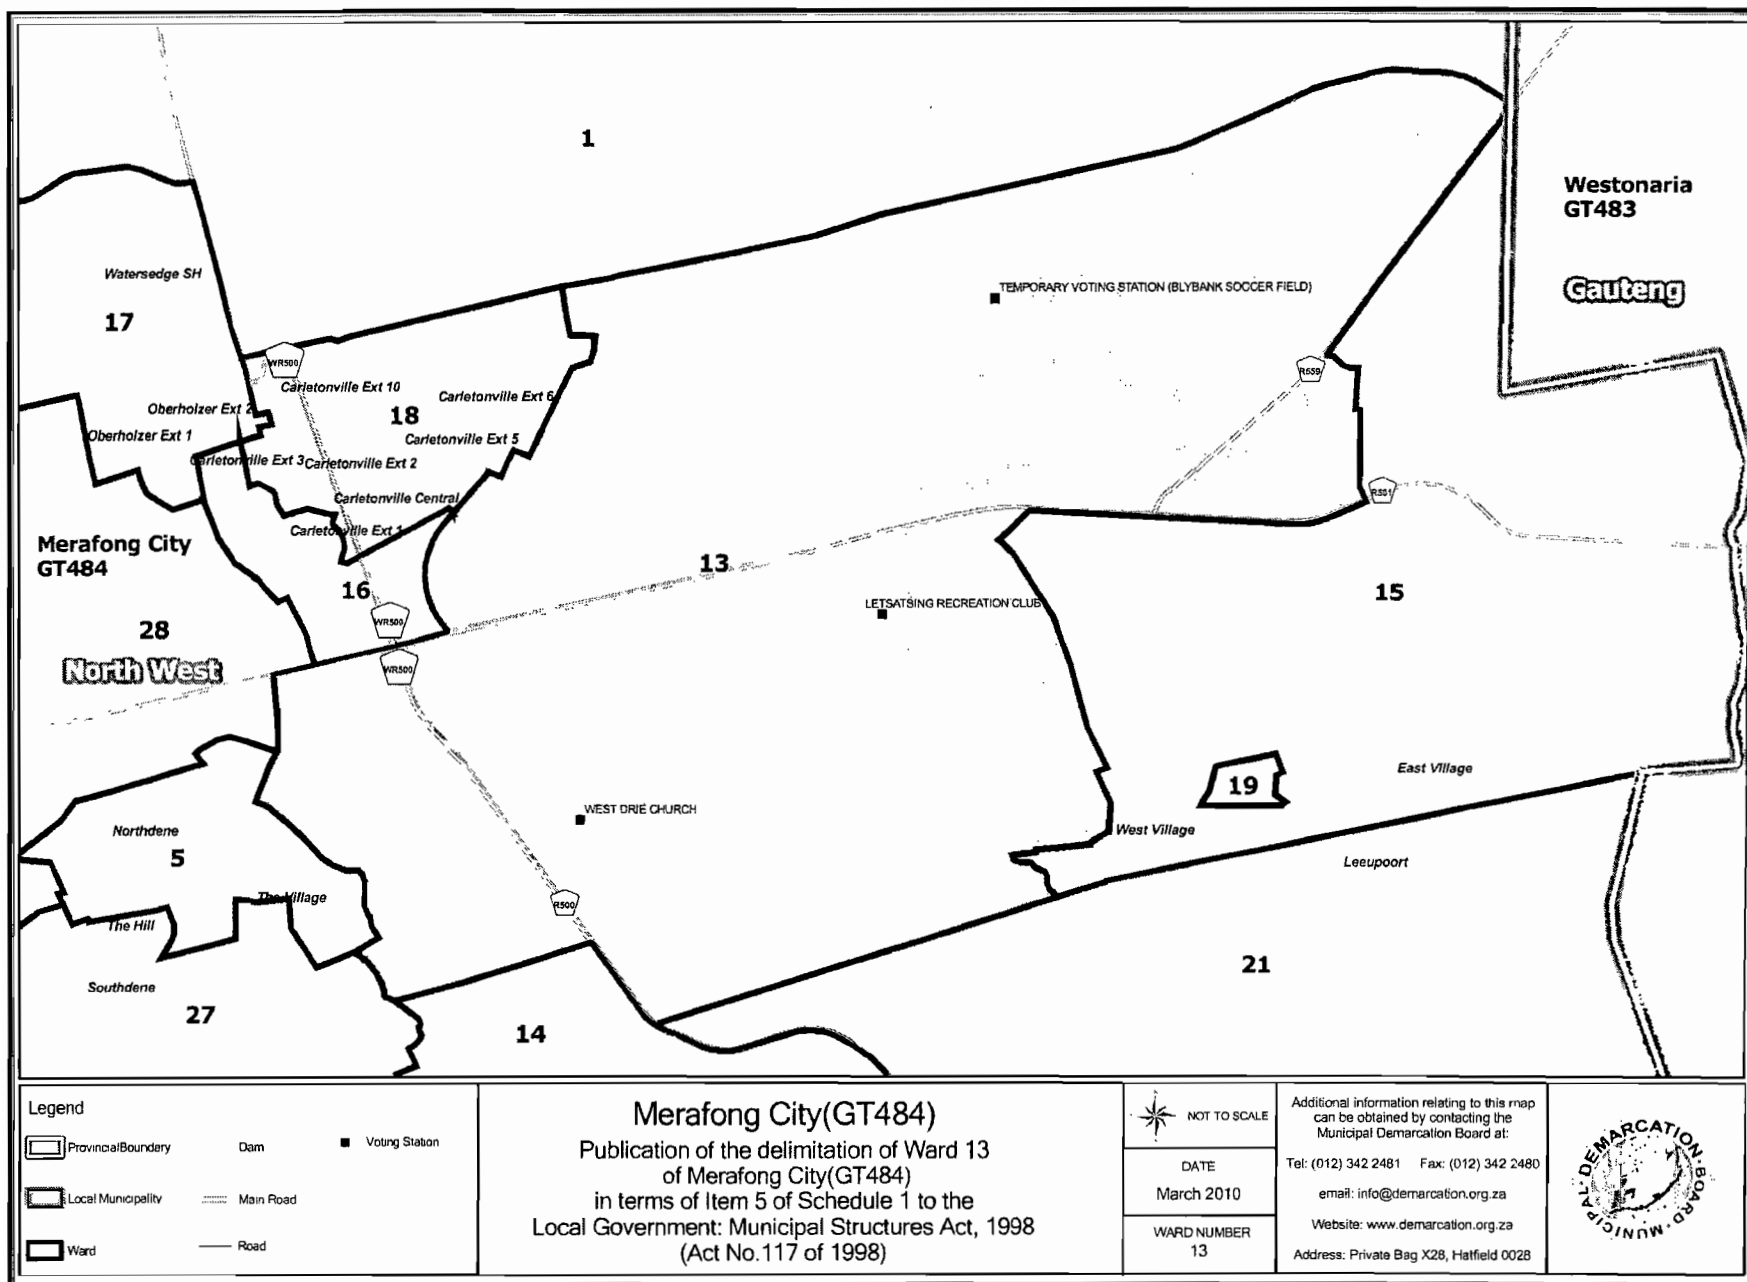 1
Westonaria
GT483
Gauteng
Watersedge SH
17
TEMPORARY VOTING STATION (BLYBANK SOCCER FIELD)
WR500
R559
Carletonville Ext 10
Carletonville Ext 6
Oberholzer Ext 2
18
Oberholzer Ext 1
Carletonville Ext 5
Carletonville Ext 3
Carletonville Ext 2
Carletonville Central
R501
Carletonville Ext 1
Merafong City
GT484
13
16
15
LETSATSING RECREATION CLUB
WR500
28
North West
WR500
East Village
19
WEST DRIE CHURCH
Northdene
West Village
5
Leeupoort
The Village
R500
The Hill
21
Southdene
27
14
Legend
ProvincialBoundary
Dam
Voting Station
Local Municipality
Main Road
Ward
Road
Merafong City(GT484)
Publication of the delimitation of Ward 13
of Merafong City(GT484)
in terms of Item 5 of Schedule 1 to the
Local Government: Municipal Structures Act, 1998
(Act No.117 of 1998)
NOT TO SCALE
DATE
March 2010
WARD NUMBER
13
Additional information relating to this map
can be obtained by contacting the
Municipal Demarcation Board at:
Tel: (012) 342 2481 Fax: (012) 342 2480
email: info@demarcation.org.za
Website: www.demarcation.org.za
Address: Private Bag X28, Hatfield 0028
MUNICIPAL DEMARCATION BOARD